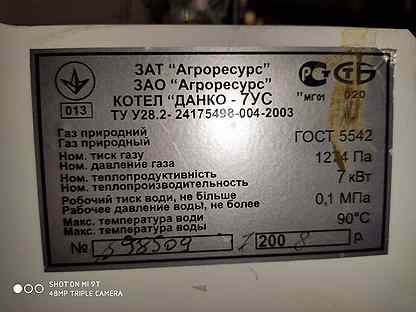 ЗАТ "Агроресурс"
ЗАО "Агроресурс"
КОТЕЛ "ДАНКО - 7УС
013
ТУ У28.2- 24175498-004-2003
РСТ СТБ
"МГ01 020
Газ природний
Газ природный
ГОСТ 5542
Ном. тиск газу
Ном. давление газа
1274 Па
Ном. теплопродуктивність
Ном. теплопроизводительность
7 кВт
Робочий тиск води, не більше
Рабочее давление воды, не более
0,1 МПа
Макс. температура води
Макс. температура воды
90°С
№ 98509 200 8 р.
SHOT ON MI 9T
48MP TRIPLE CAMERA